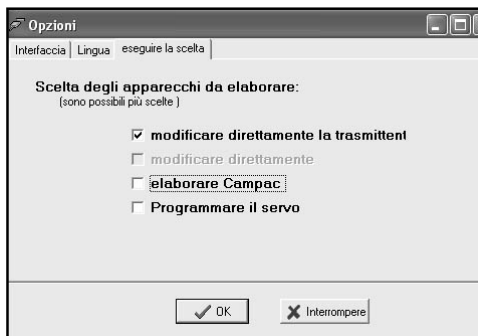 Opzioni
Interfaccia Lingua eseguire la scelta
Scelta degli apparecchi da elaborare:
(sono possibili più scelte )
modificare direttamente la trasmittent
modificare direttamente
elaborare Campac
Programmare il servo
OK Interrompere